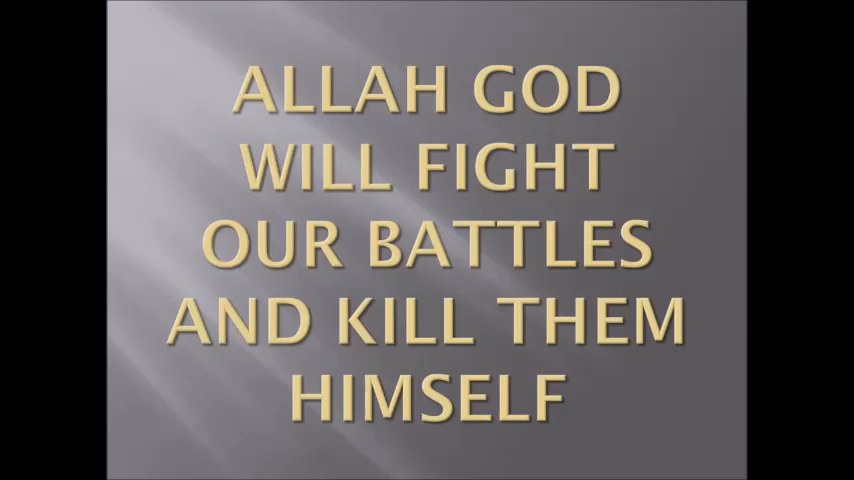 ALLAH GOD
WILL FIGHT
OUR BATTLES
AND KILL THEM
HIMSELF